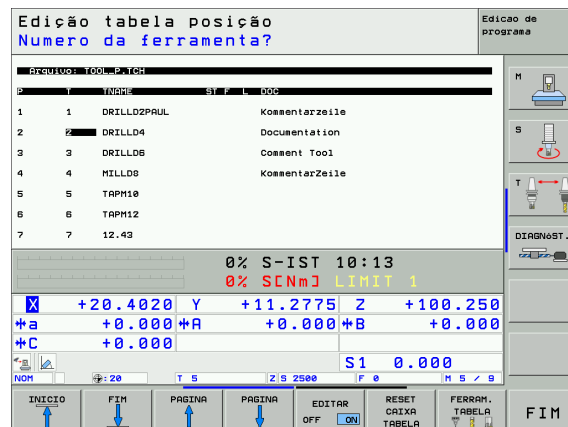 Edição tabela posição
Numero da ferramenta?
Edicao de
programa
Arquivo: TOOL_P.TCH
P T TNAME ST F L DOC
1 1 DRILLD2PAUL Kommentarzeile
2 2 DRILLD4 Documentation
3 3 DRILLD6 Comment Tool
4 4 MILLD8 KommentarZeile
5 5 TAPM10
6 6 TAPM12
7 7 12.43
0% S-IST 10:13
0% S[Nm] LIMIT 1
X +20.4020 Y +11.2775 Z +100.250
*a +0.000 *A +0.000 *B +0.000
*C +0.000
S1 0.000
NOM :20 T 5 Z S 2500 F 0 M 5 / 9
M
S
T
DIAGNóST.
INICIO
FIM
PAGINA
PAGINA
EDITAR
OFF ON
RESET
CAIXA
TABELA
FERRAM.
TABELA
FIM